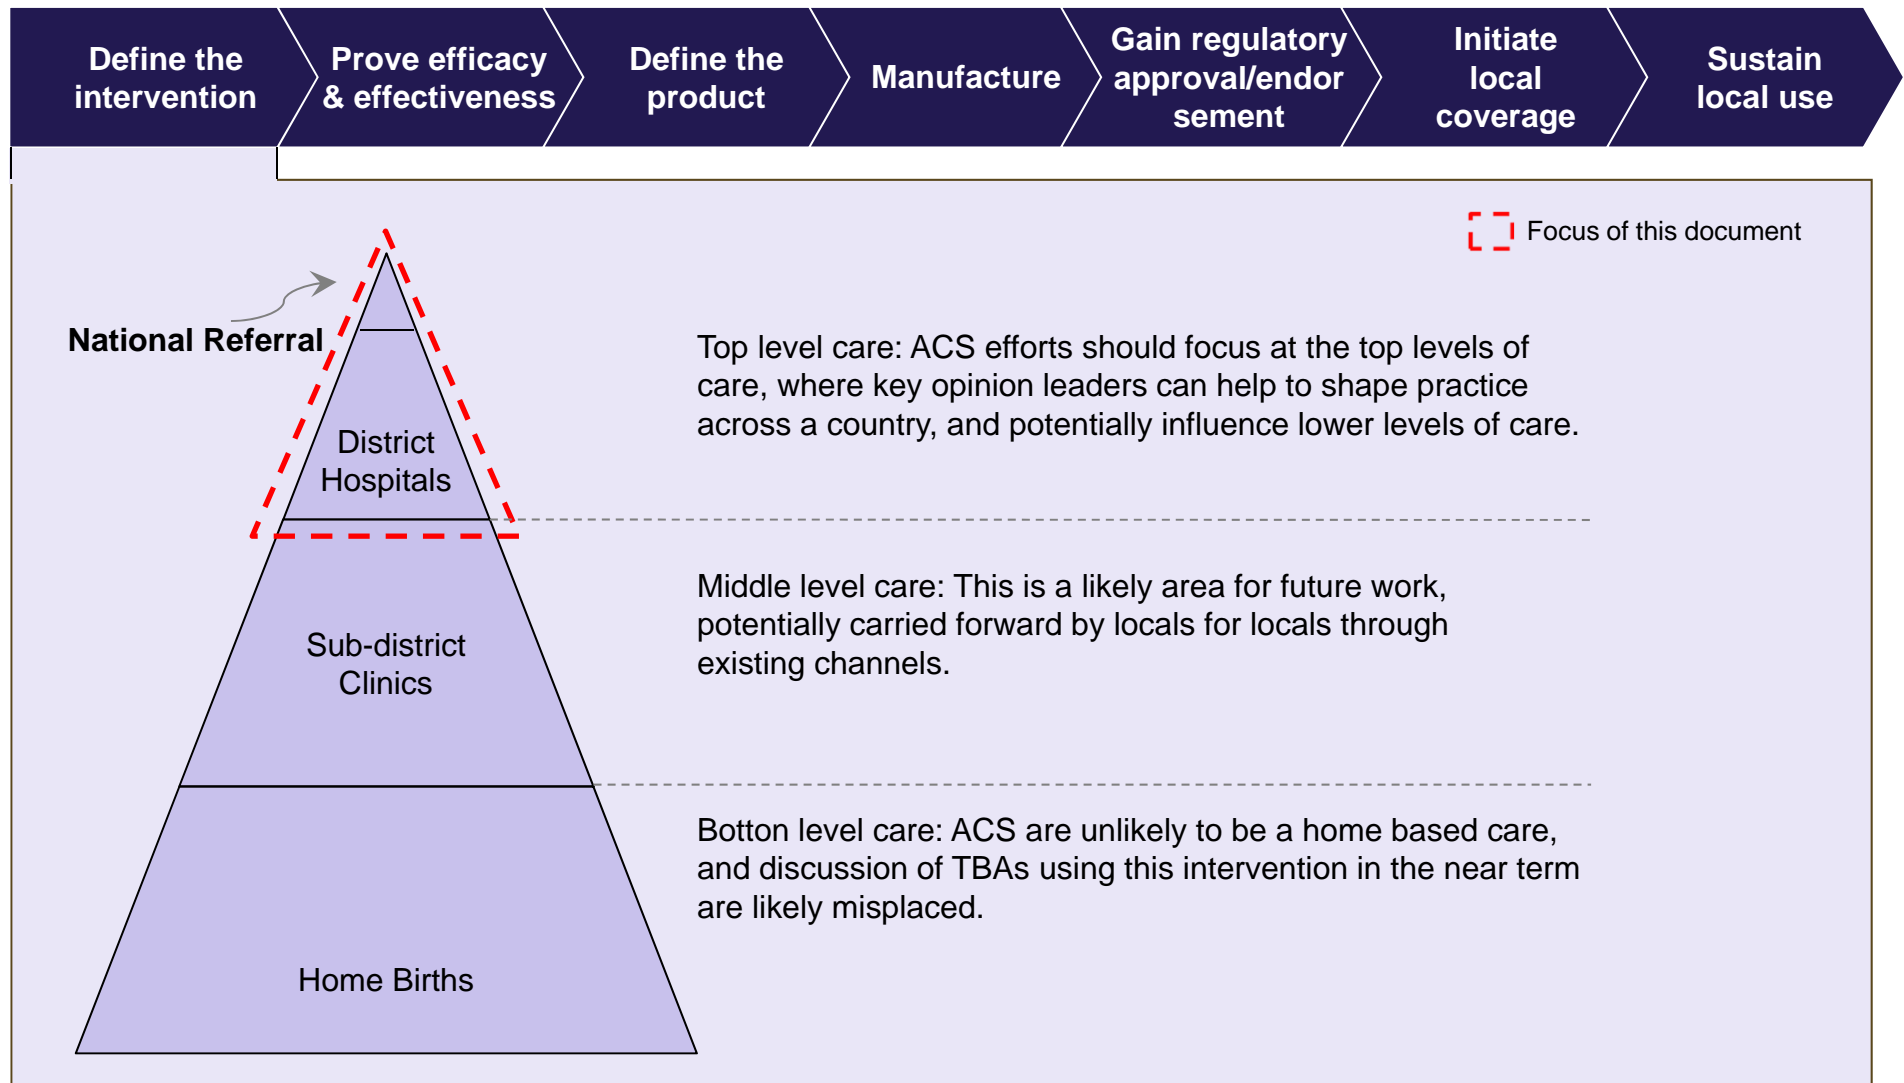 Define the
intervention
Prove efficacy
& effectiveness
Define the
product
Manufacture
Gain regulatory
approval/endor
sement
Initiate
local
coverage
Sustain
local use
Focus of this document
National Referral
District
Hospitals
Top level care: ACS efforts should focus at the top levels of
care, where key opinion leaders can help to shape practice
across a country, and potentially influence lower levels of care.
Sub-district
Clinics
Middle level care: This is a likely area for future work,
potentially carried forward by locals for locals through
existing channels.
Home Births
Botton level care: ACS are unlikely to be a home based care,
and discussion of TBAs using this intervention in the near term
are likely misplaced.